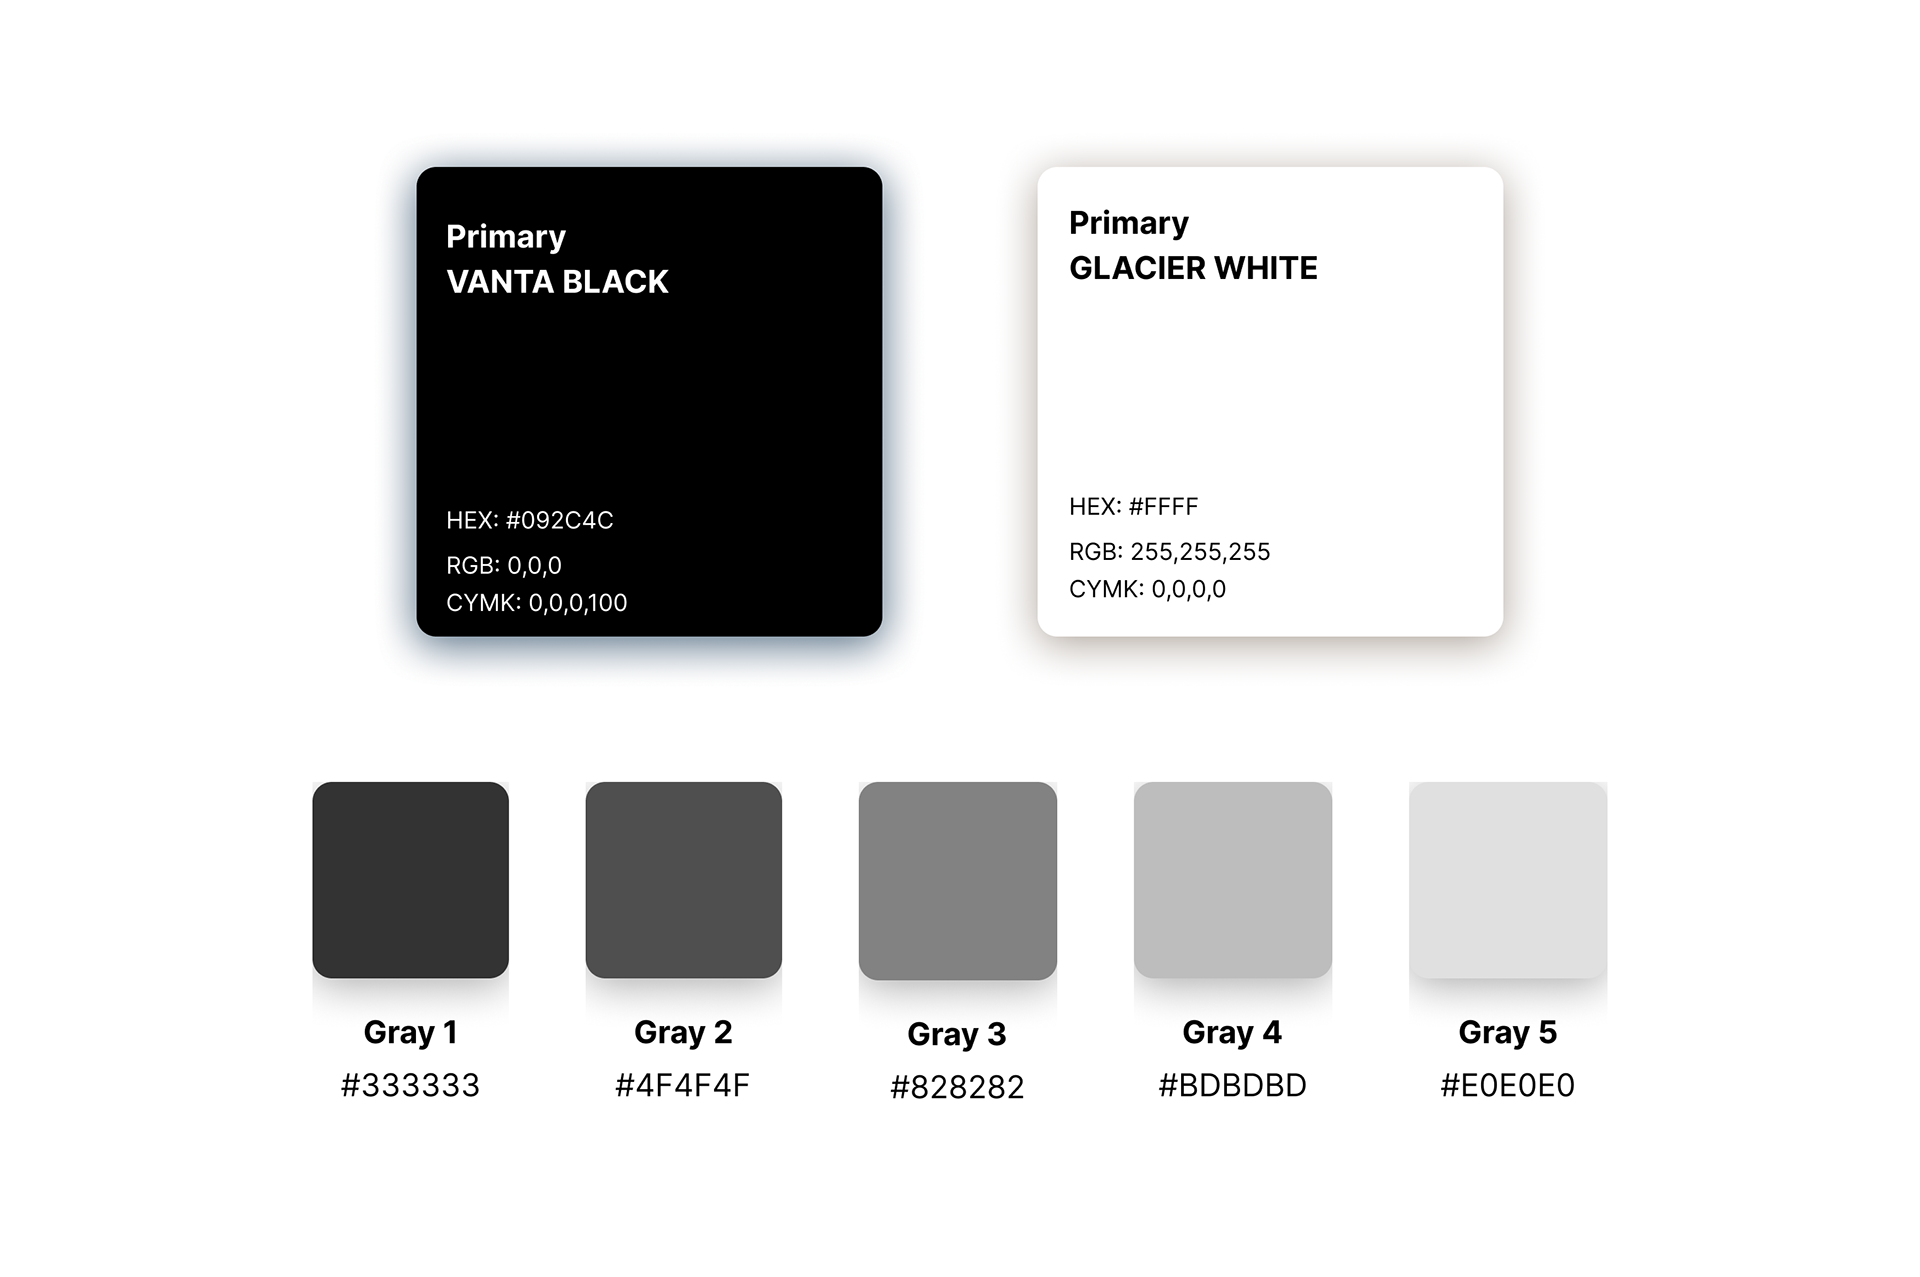 Primary
VANTA BLACK
HEX: #092C4C
RGB: 0,0,0
CYMK: 0,0,0,100
Primary
GLACIER WHITE
HEX: #FFFF
RGB: 255,255,255
CYMK: 0,0,0,0
Gray 1
#333333
Gray 2
#4F4F4F
Gray 3
#828282
Gray 4
#BDBDBD
Gray 5
#E0E0E0